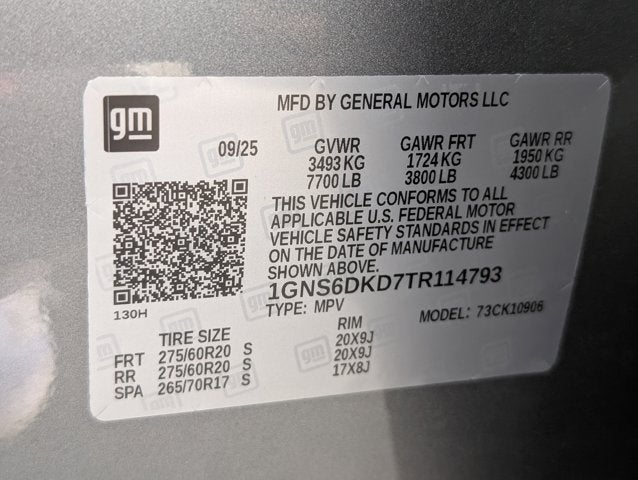 gm
MFD BY GENERAL MOTORS LLC
09/25
GVWR GAWR FRT GAWR RR
3493 KG 1724 KG 1950 KG
7700 LB 3800 LB 4300 LB
THIS VEHICLE CONFORMS TO ALL
APPLICABLE U.S. FEDERAL MOTOR
VEHICLE SAFETY STANDARDS IN EFFECT
ON THE DATE OF MANUFACTURE
SHOWN ABOVE.
1GNS6DKD7TR114793
TYPE: MPV MODEL: 73CK10906
130H
TIRE SIZE RIM
FRT 275/60R20 S 20X9J
RR 275/60R20 S 20X9J
SPA 265/70R17 S 17X8J